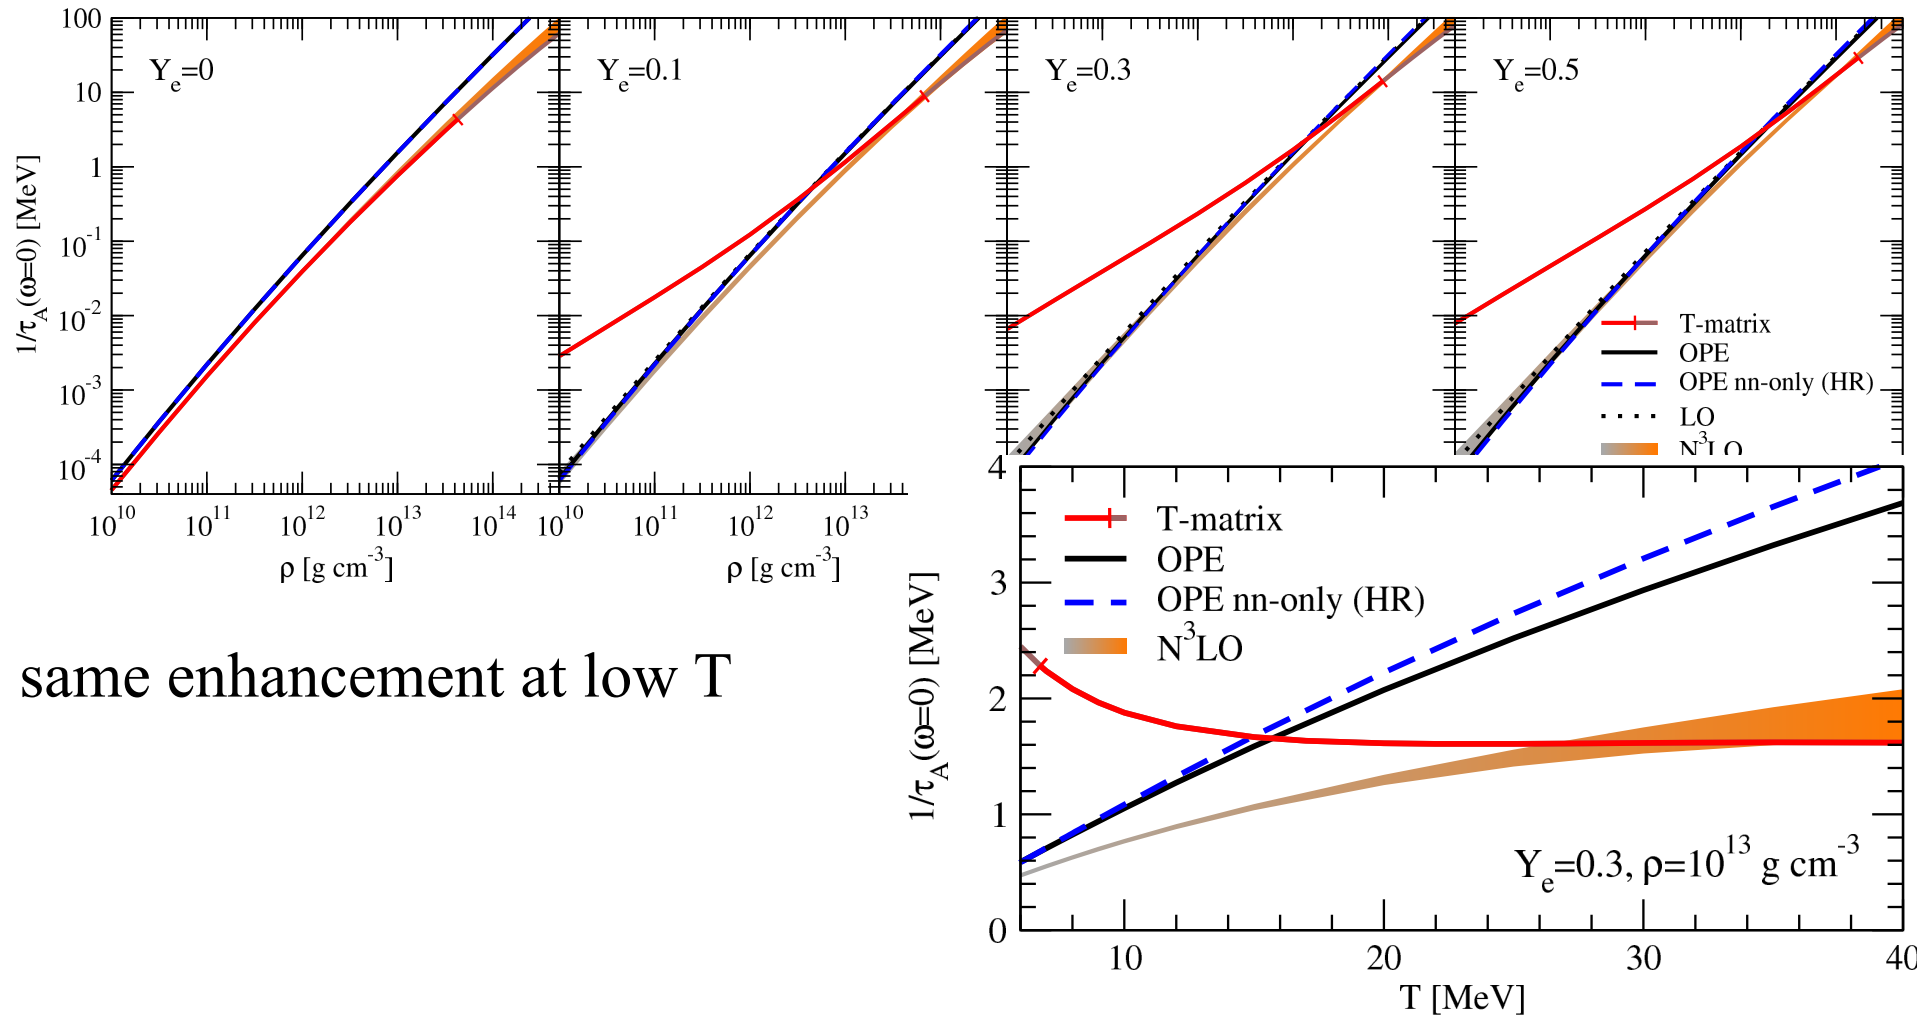 100
10
1
10^-1
10^-2
10^-3
10^-4
1/τ_A(ω=0) [MeV]
Y_e=0
Y_e=0.1
Y_e=0.3
Y_e=0.5
T-matrix
OPE
OPE nn-only (HR)
LO
N^3LO
10^10 10^11 10^12 10^13 10^14
10^10 10^11 10^12 10^13
ρ [g cm^-3]
ρ [g cm^-3]
same enhancement at low T
4
3
2
1
0
1/τ_A(ω=0) [MeV]
T-matrix
OPE
OPE nn-only (HR)
N^3LO
Y_e=0.3, ρ=10^13 g cm^-3
10 20 30 40
T [MeV]